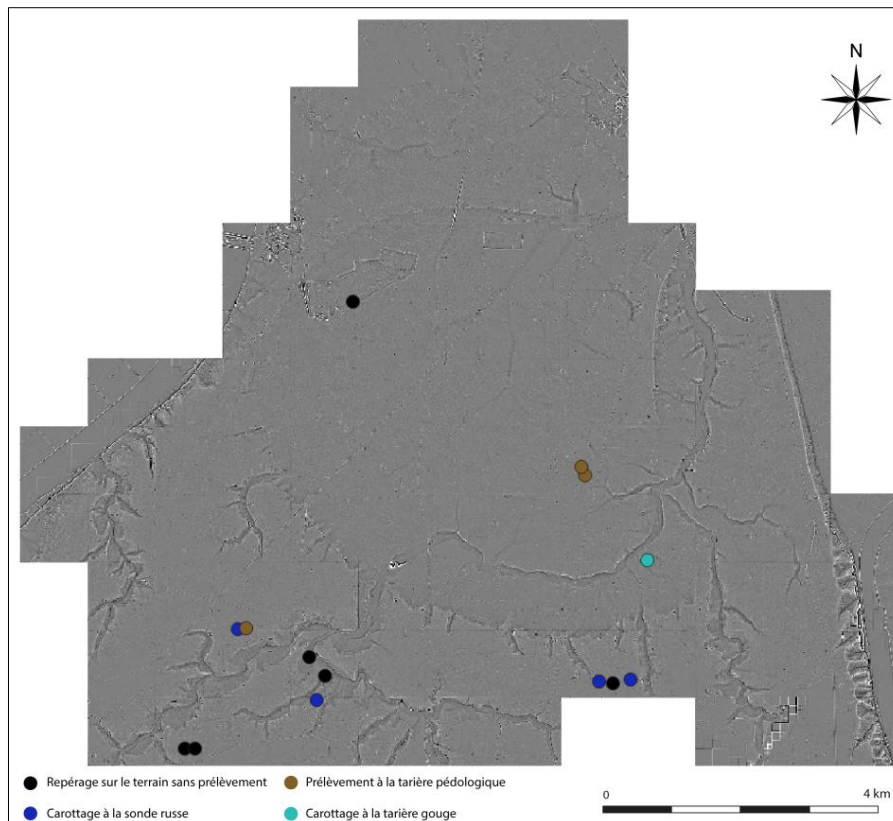 N
Repérage sur le terrain sans prélèvement
Prélèvement à la tarière pédologique
Carottage à la sonde russe
Carottage à la tarière gouge
0
4 km